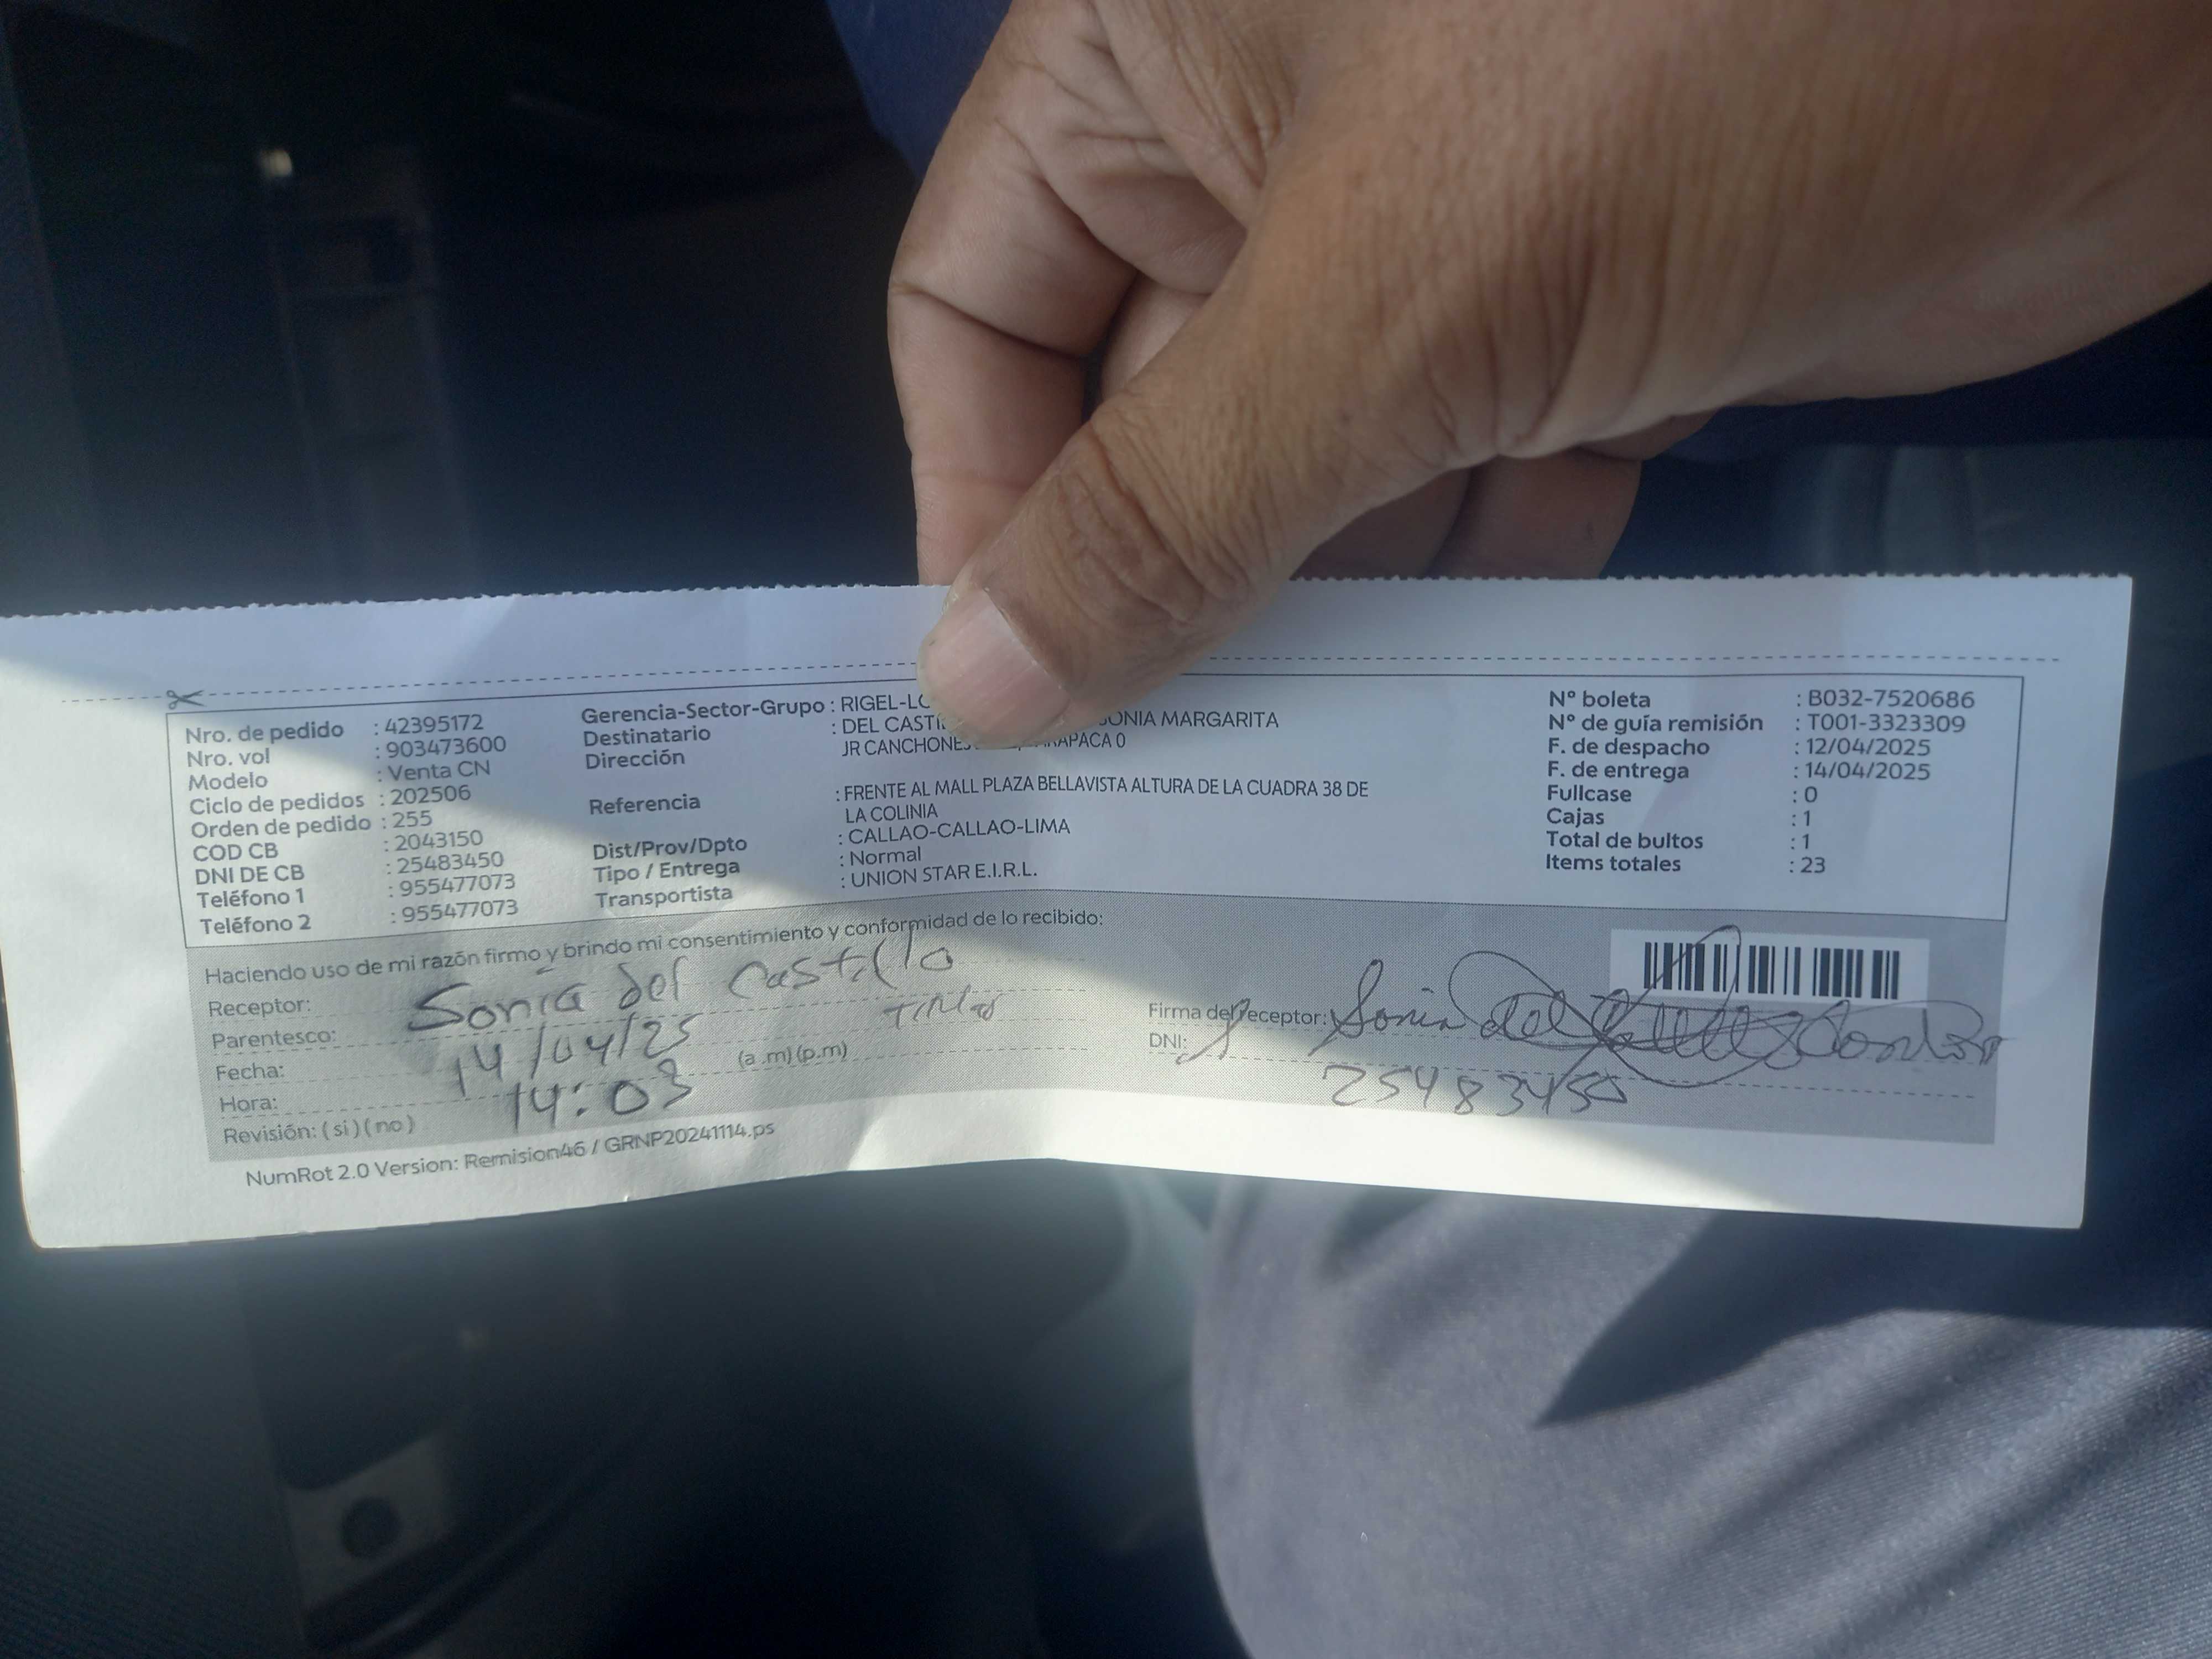 Nro. de pedido : 42395172
Nro. vol : 903473600
Modelo : Venta CN
Ciclo de pedidos : 202506
Orden de pedido : 255
COD CB : 2043150
DNI DE CB : 25483450
Teléfono 1 : 955477073
Teléfono 2 : 955477073
Gerencia-Sector-Grupo : RIGEL-
Destinatario : DEL SONIA MARGARITA
Dirección JR 0
Referencia : FRENTE AL MALL PLAZA BELLAVISTA ALTURA DE LA CUADRA 38 DE
LA COLINIA
Dist/Prov/Dpto : CALLAO-CALLAO-LIMA
Tipo / Entrega : Normal
Transportista : UNION STAR E.I.R.L.
N° boleta : B032-7520686
N° de guía remisión : T001-3323309
F. de despacho : 12/04/2025
F. de entrega : 14/04/2025
Fullcase : 0
Cajas : 1
Total de bultos : 1
Items totales : 23
Haciendo uso de mi razón firmo y brindo mi consentimiento y conformidad de lo recibido:
Receptor: Sonia del Castillo
Parentesco:
Fecha: 14/04/25
Hora: 14:03 (a.m)(p.m)
Revisión: (si)(no)
Firma del receptor: Sonia del
DNI: 25483450
NumRot 2.0 Version: Remision46 / GRNP20241114.ps